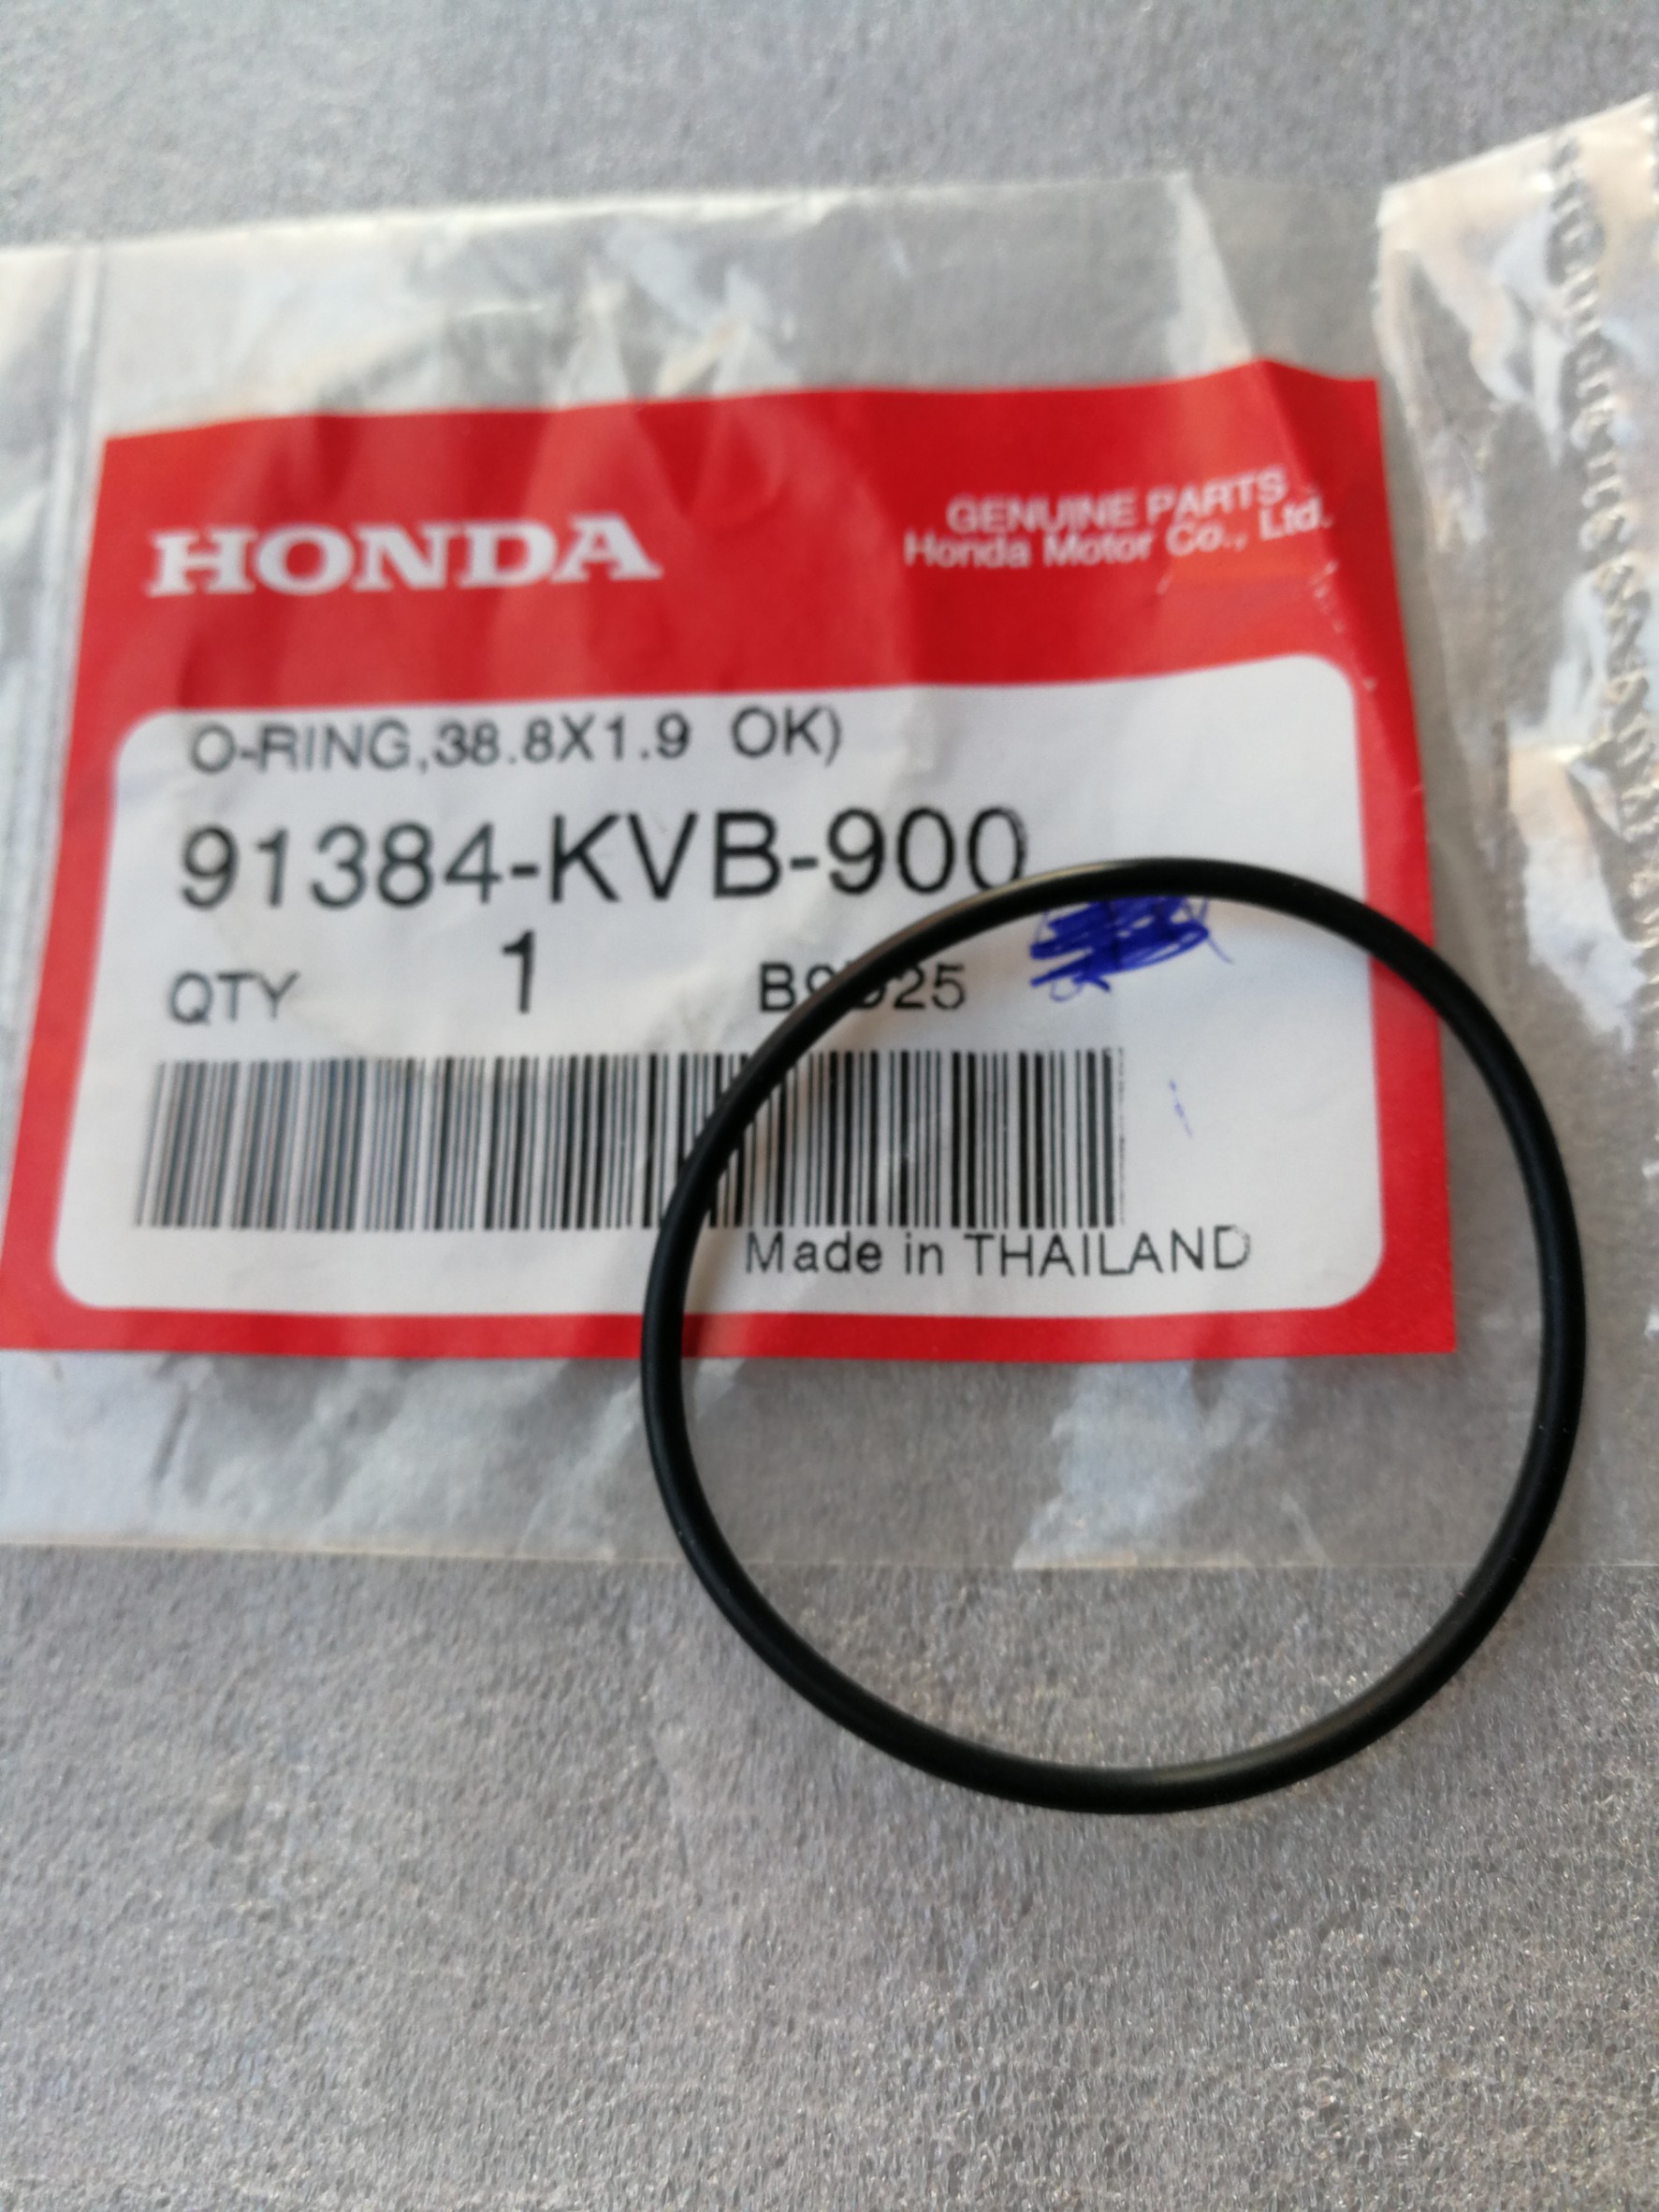 HONDA
GENUINE PARTS
Honda Motor Co., Ltd.
O-RING,38.8X1.9 OK)
91384-KVB-900
QTY 1
Made in THAILAND